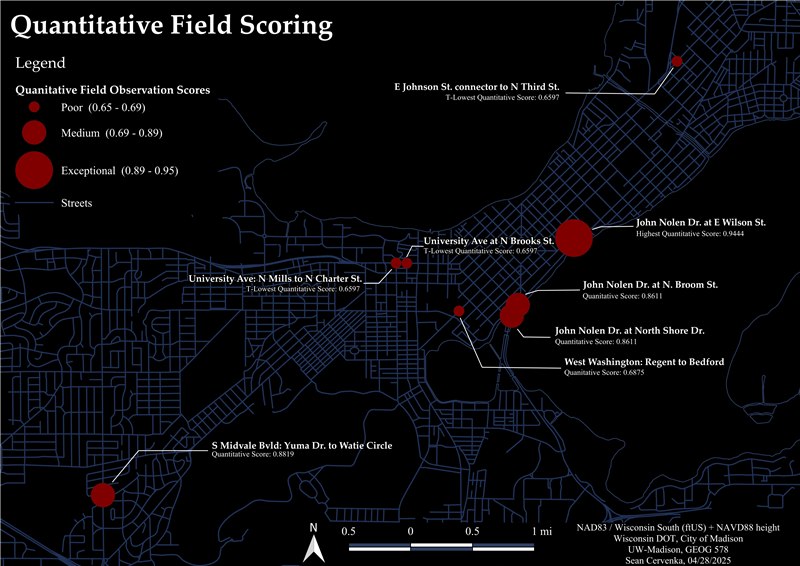 Quantitative Field Scoring
Legend
Quantitative Field Observation Scores
Poor (0.65 - 0.69)
Medium (0.69 - 0.89)
Exceptional (0.89 - 0.95)
Streets
E Johnson St. connector to N Third St.
T-Lowest Quantitative Score: 0.6597
John Nolen Dr. at E Wilson St.
Highest Quantitative Score: 0.9444
University Ave at N Brooks St.
T-Lowest Quantitative Score: 0.6597
University Ave: N Mills to N Charter St.
T-Lowest Quantitative Score: 0.6597
John Nolen Dr. at N. Broom St.
Quanitative Score: 0.8611
John Nolen Dr. at North Shore Dr.
Quantitative Score: 0.8611
West Washington: Regent to Bedford
Quanitative Score: 0.6875
S Midvale Bvld: Yuma Dr. to Watie Circle
Quantitative Score: 0.8819
N
0.5 0 0.5 1 mi
NAD83 / Wisconsin South (ftUS) + NAVD88 height
Wisconsin DOT, City of Madison
UW-Madison, GEOG 578
Sean Cervenka, 04/28/2025